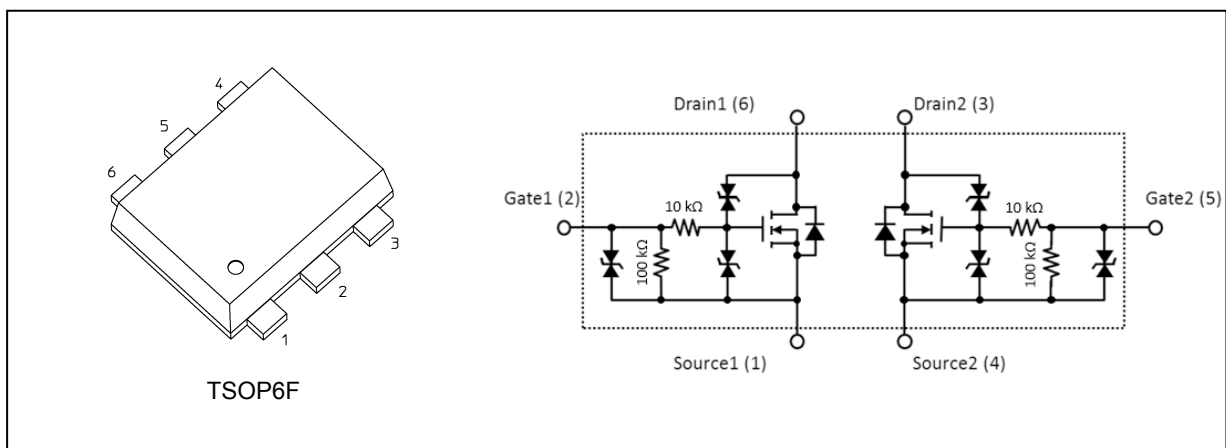 4
5
6
3
2
1
TSOP6F
Drain1 (6)
Drain2 (3)
Gate1 (2)
10 kΩ
10 kΩ
Gate2 (5)
100 kΩ
100 kΩ
Source1 (1)
Source2 (4)